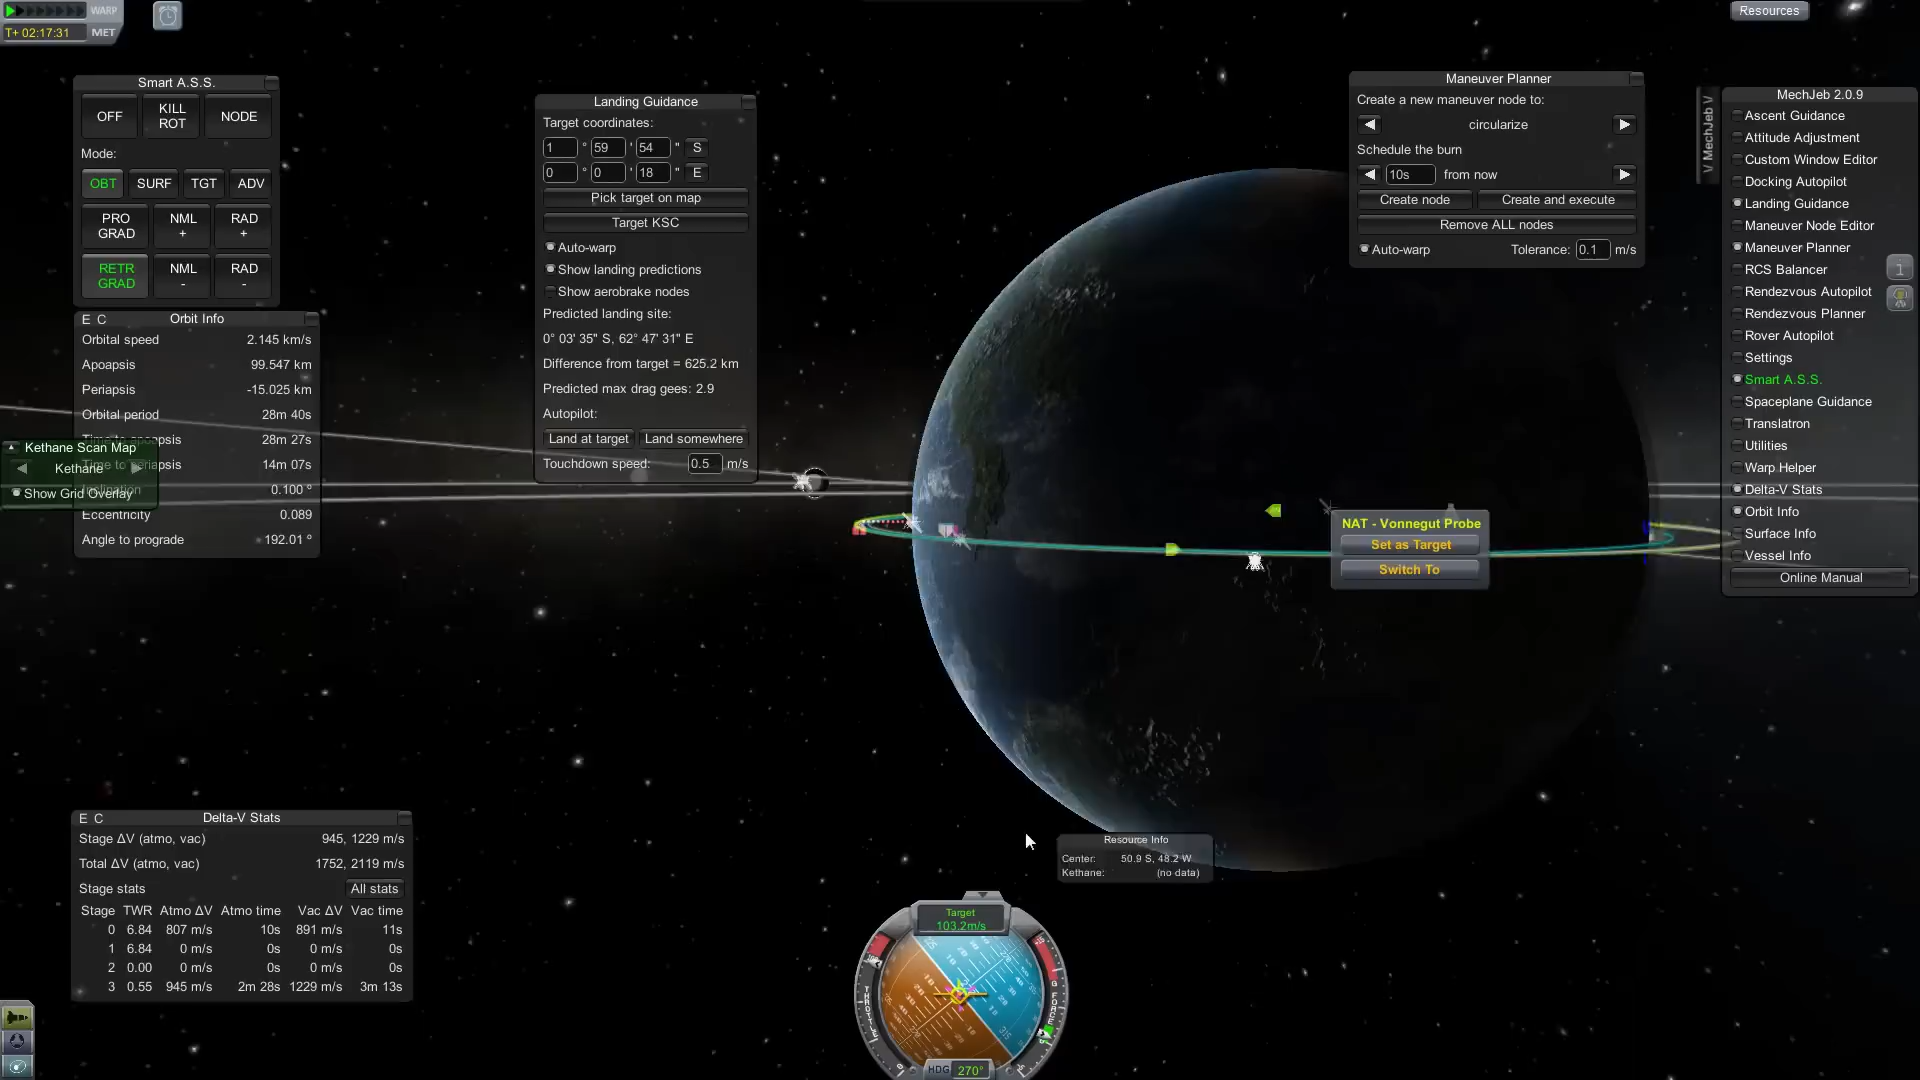 WARP
T+ 02:17:31 MET
Resources
Smart A.S.S.
OFF
KILL ROT
NODE
Mode:
OBT SURF TGT ADV
PRO GRAD
NML +
RAD +
RETR GRAD
NML -
RAD -
E C Orbit Info
Orbital speed 2.145 km/s
Apoapsis 99.547 km
Periapsis -15.025 km
Orbital period 28m 40s
Time to apoapsis 28m 27s
Time to periapsis 14m 07s
Inclination 0.100 °
Eccentricity 0.089
Angle to prograde 192.01 °
Kethane Scan Map
Kethane
Show Grid Overlay
Landing Guidance
Target coordinates:
1 ° 59 ' 54 " S
0 ° 0 ' 18 " E
Pick target on map
Target KSC
Auto-warp
Show landing predictions
Show aerobrake nodes
Predicted landing site:
0° 03' 35" S, 62° 47' 31" E
Difference from target = 625.2 km
Predicted max drag gees: 2.9
Autopilot:
Land at target Land somewhere
Touchdown speed: 0.5 m/s
Maneuver Planner
Create a new maneuver node to:
circularize
Schedule the burn
10s from now
Create node Create and execute
Remove ALL nodes
Auto-warp Tolerance: 0.1 m/s
V MechJeb V
MechJeb 2.0.9
Ascent Guidance
Attitude Adjustment
Custom Window Editor
Docking Autopilot
Landing Guidance
Maneuver Node Editor
Maneuver Planner
RCS Balancer
Rendezvous Autopilot
Rendezvous Planner
Rover Autopilot
Settings
Smart A.S.S.
Spaceplane Guidance
Translatron
Utilities
Warp Helper
Delta-V Stats
Orbit Info
Surface Info
Vessel Info
Online Manual
NAT - Vonnegut Probe
Set as Target
Switch To
Resource Info
Center: 50.9 S, 48.2 W
Kethane: (no data)
E C Delta-V Stats
Stage ΔV (atmo, vac) 945, 1229 m/s
Total ΔV (atmo, vac) 1752, 2119 m/s
Stage stats All stats
Stage TWR Atmo ΔV Atmo time Vac ΔV Vac time
0 6.84 807 m/s 10s 891 m/s 11s
1 6.84 0 m/s 0s 0 m/s 0s
2 0.00 0 m/s 0s 0 m/s 0s
3 0.55 945 m/s 2m 28s 1229 m/s 3m 13s
Target
103.2m/s
THROTTLE
G FORCE
HDG 270°